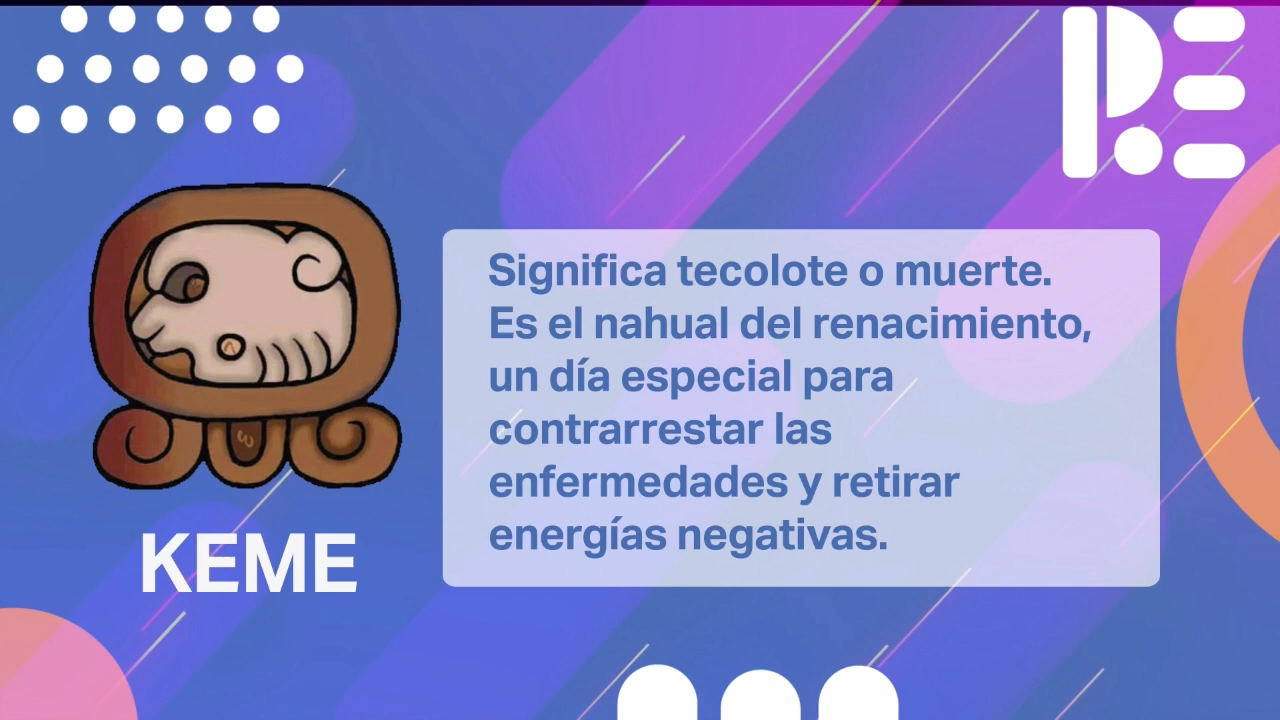 Significa tecolote o muerte.
Es el nahual del renacimiento,
un día especial para
contrarrestar las
enfermedades y retirar
energías negativas.
KEME